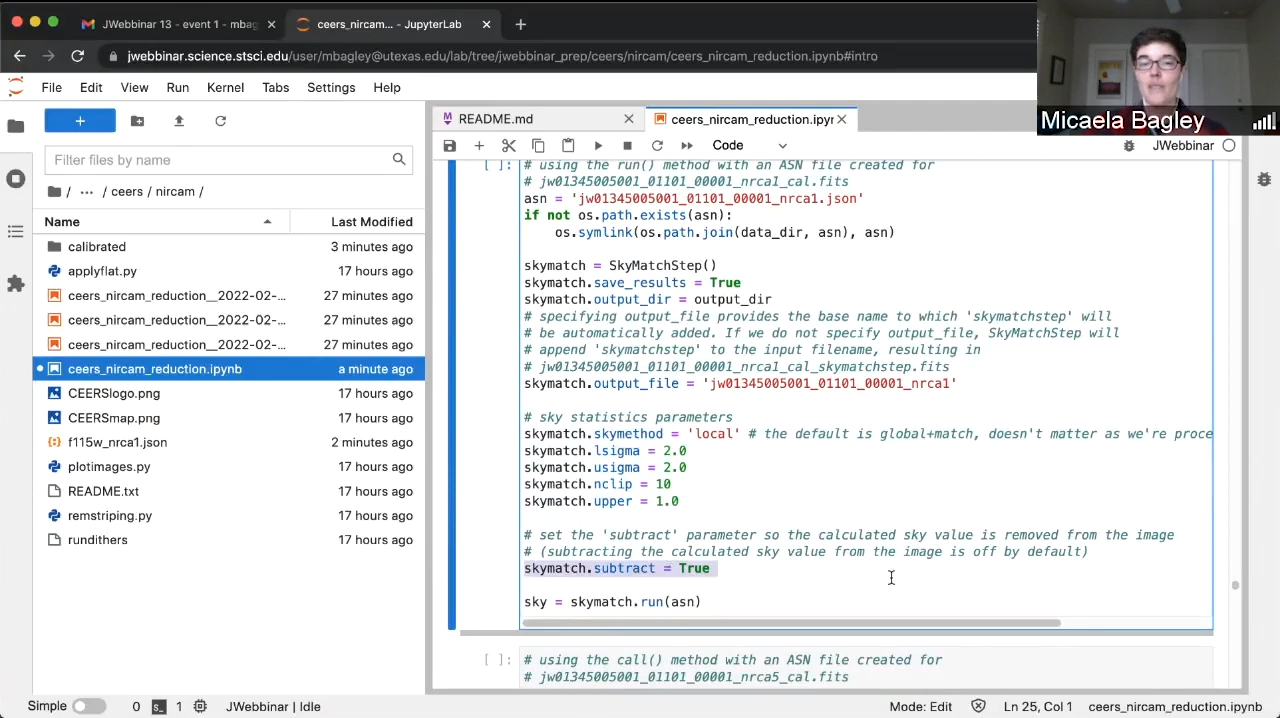 JWebbinar 13 - event 1 - mbag
ceers_nircam... - JupyterLab
jwebbinar.science.stsci.edu/user/mbagley@utexas.edu/lab/tree/jwebbinar_prep/ceers/nircam/ceers_nircam_reduction.ipynb#intro
Micaela Bagley
File Edit View Run Kernel Tabs Settings Help
README.md
ceers_nircam_reduction.ipyr
Code
JWebbinar
Filter files by name
/ ... / ceers / nircam /
Name Last Modified
calibrated 3 minutes ago
applyflat.py 17 hours ago
ceers_nircam_reduction__2022-02-... 27 minutes ago
ceers_nircam_reduction__2022-02-... 27 minutes ago
ceers_nircam_reduction__2022-02-... 27 minutes ago
ceers_nircam_reduction.ipynb a minute ago
CEERSlogo.png 17 hours ago
CEERSmap.png 17 hours ago
f115w_nrca1.json 2 minutes ago
plotimages.py 17 hours ago
README.txt 17 hours ago
remstriping.py 17 hours ago
rundithers 17 hours ago
[ ]: # using the run() method with an ASN file created for
# jw01345005001_01101_00001_nrca1_cal.fits
asn = 'jw01345005001_01101_00001_nrca1.json'
if not os.path.exists(asn):
os.symlink(os.path.join(data_dir, asn), asn)
skymatch = SkyMatchStep()
skymatch.save_results = True
skymatch.output_dir = output_dir
# specifying output_file provides the base name to which 'skymatchstep' will
# be automatically added. If we do not specify output_file, SkyMatchStep will
# append 'skymatchstep' to the input filename, resulting in
# jw01345005001_01101_00001_nrca1_cal_skymatchstep.fits
skymatch.output_file = 'jw01345005001_01101_00001_nrca1'
# sky statistics parameters
skymatch.skymethod = 'local' # the default is global+match, doesn't matter as we're proce
skymatch.lsigma = 2.0
skymatch.usigma = 2.0
skymatch.nclip = 10
skymatch.upper = 1.0
# set the 'subtract' parameter so the calculated sky value is removed from the image
# (subtracting the calculated sky value from the image is off by default)
skymatch.subtract = True
sky = skymatch.run(asn)
[ ]: # using the call() method with an ASN file created for
# jw01345005001_01101_00001_nrca5_cal.fits
Simple 0 1 JWebbinar | Idle Mode: Edit Ln 25, Col 1 ceers_nircam_reduction.ipynb